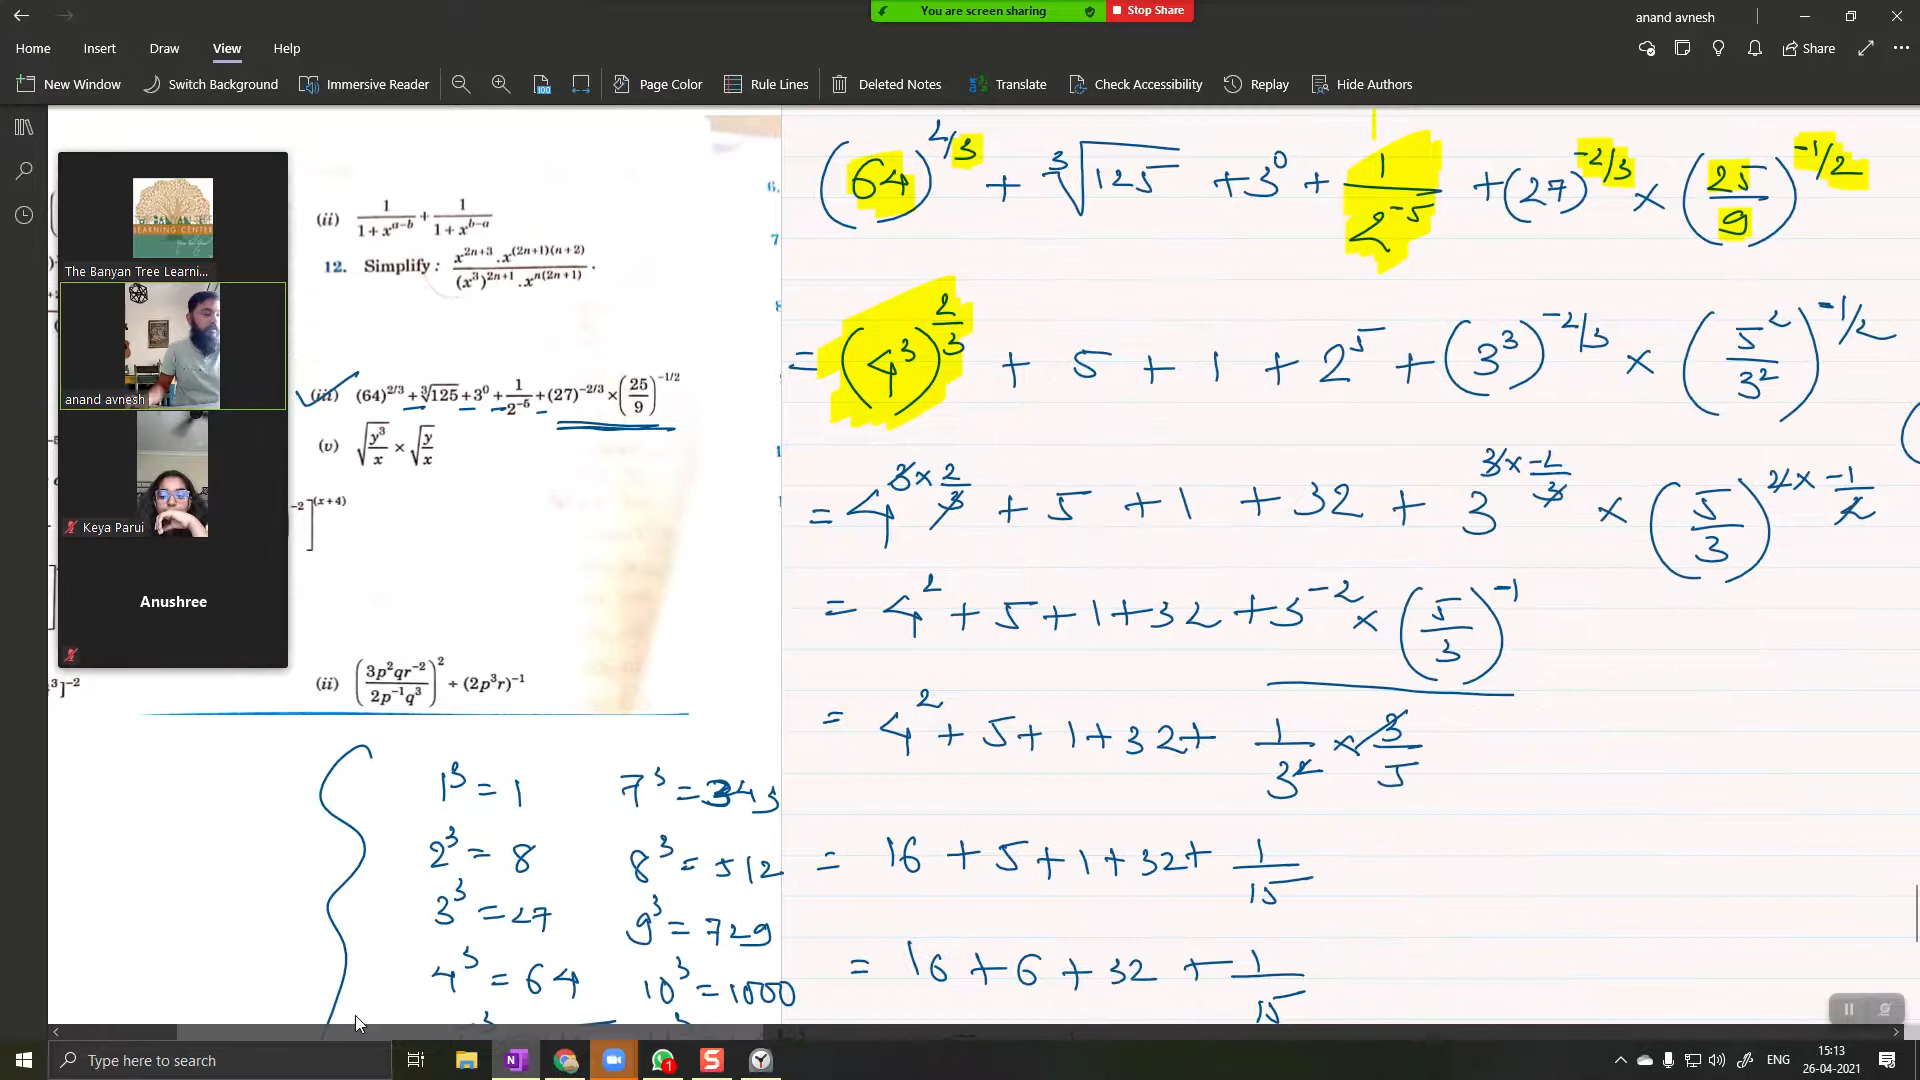 You are screen sharing Stop Share
anand avnesh
Home Insert Draw View Help
Share
New Window Switch Background Immersive Reader Page Color Rule Lines Deleted Notes Translate Check Accessibility Replay Hide Authors
LEARNING CENTER
The Banyan Tree Learni...
anand avnesh
Keya Parui
Anushree
(ii) 1/(1 + x^(a−b)) + 1/(1 + x^(b−a))
12. Simplify : (x^(2n+3) . x^((2n+1)(n+2))) / ((x^3)^(2n+1) . x^(n(2n+1))) .
(iii) (64)^(2/3) + ∛125 + 3^0 + 1/2^(−5) + (27)^(−2/3) × (25/9)^(−1/2)
(v) √(y^3/x) × √(y/x)
−2 ]^(x+4)
(ii) (3p^2qr^(−2) / 2p^(−1)q^3)^2 ÷ (2p^3r)^(−1)
3]^(−2)
1^3 = 1 7^3 = 343
2^3 = 8 8^3 = 512
3^3 = 27 9^3 = 729
4^3 = 64 10^3 = 1000
6.
7
8
(64)^(2/3) + ∛125 + 3^0 + 1/2^(-5) + (27)^(-2/3) × (25/9)^(-1/2)
= (4^3)^(2/3) + 5 + 1 + 2^5 + (3^3)^(-2/3) × (5^2/3^2)^(-1/2)
= 4^(3×2/3) + 5 + 1 + 32 + 3^(3×-2/3) × (5/3)^(2×-1/2)
= 4^2 + 5 + 1 + 32 + 3^(-2) × (5/3)^(-1)
= 4^2 + 5 + 1 + 32 + 1/3^2 × 3/5
= 16 + 5 + 1 + 32 + 1/15
= 16 + 6 + 32 + 1/15
Type here to search
ENG
15:13
26-04-2021